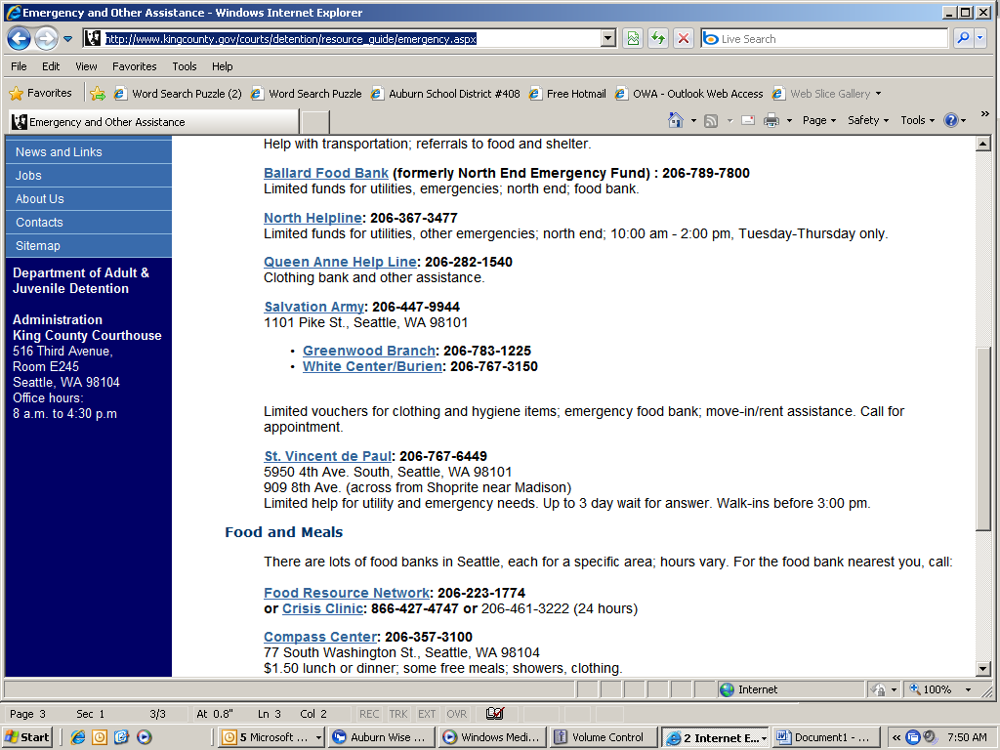 Emergency and Other Assistance - Windows Internet Explorer
http://www.kingcounty.gov/courts/detention/resource_guide/emergency.aspx
Live Search
File Edit View Favorites Tools Help
Favorites Word Search Puzzle (2) Word Search Puzzle Auburn School District #408 Free Hotmail OWA - Outlook Web Access Web Slice Gallery
Emergency and Other Assistance
Page Safety Tools »
News and Links
Jobs
About Us
Contacts
Sitemap
Department of Adult &
Juvenile Detention
Administration
King County Courthouse
516 Third Avenue,
Room E245
Seattle, WA 98104
Office hours:
8 a.m. to 4:30 p.m
Help with transportation; referrals to food and shelter.
Ballard Food Bank (formerly North End Emergency Fund) : 206-789-7800
Limited funds for utilities, emergencies; north end; food bank.
North Helpline: 206-367-3477
Limited funds for utilities, other emergencies; north end; 10:00 am - 2:00 pm, Tuesday-Thursday only.
Queen Anne Help Line: 206-282-1540
Clothing bank and other assistance.
Salvation Army: 206-447-9944
1101 Pike St., Seattle, WA 98101
• Greenwood Branch: 206-783-1225
• White Center/Burien: 206-767-3150
Limited vouchers for clothing and hygiene items; emergency food bank; move-in/rent assistance. Call for
appointment.
St. Vincent de Paul: 206-767-6449
5950 4th Ave. South, Seattle, WA 98101
909 8th Ave. (across from Shoprite near Madison)
Limited help for utility and emergency needs. Up to 3 day wait for answer. Walk-ins before 3:00 pm.
Food and Meals
There are lots of food banks in Seattle, each for a specific area; hours vary. For the food bank nearest you, call:
Food Resource Network: 206-223-1774
or Crisis Clinic: 866-427-4747 or 206-461-3222 (24 hours)
Compass Center: 206-357-3100
77 South Washington St., Seattle, WA 98104
$1.50 lunch or dinner; some free meals; showers, clothing.
Internet 100%
Page 3 Sec 1 3/3 At 0.8" Ln 3 Col 2 REC TRK EXT OVR
Start 5 Microsoft ... Auburn Wise ... Windows Medi... Volume Control 2 Internet E... Document1 - ... « 7:50 AM